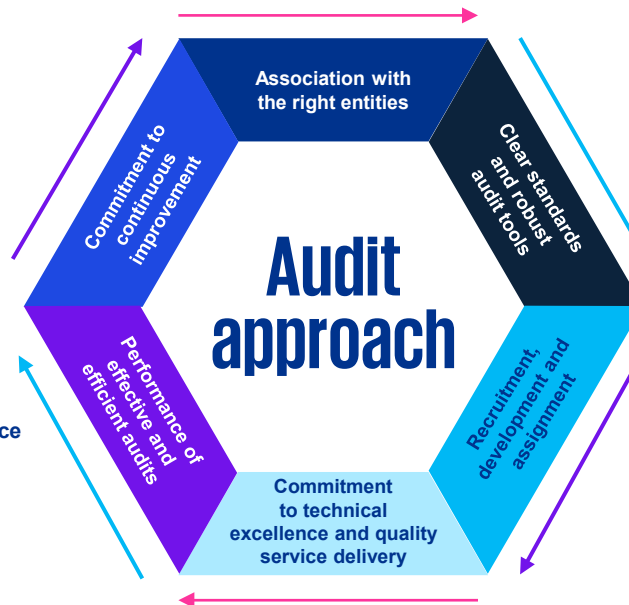 Association with
the right entities
Clear standards
and robust
audit tools
Recruitment,
development and
assignment
Commitment
to technical
excellence and quality
service delivery
Performance of
effective and
efficient audits
Commitment to
continuous
improvement
Audit
approach
ce